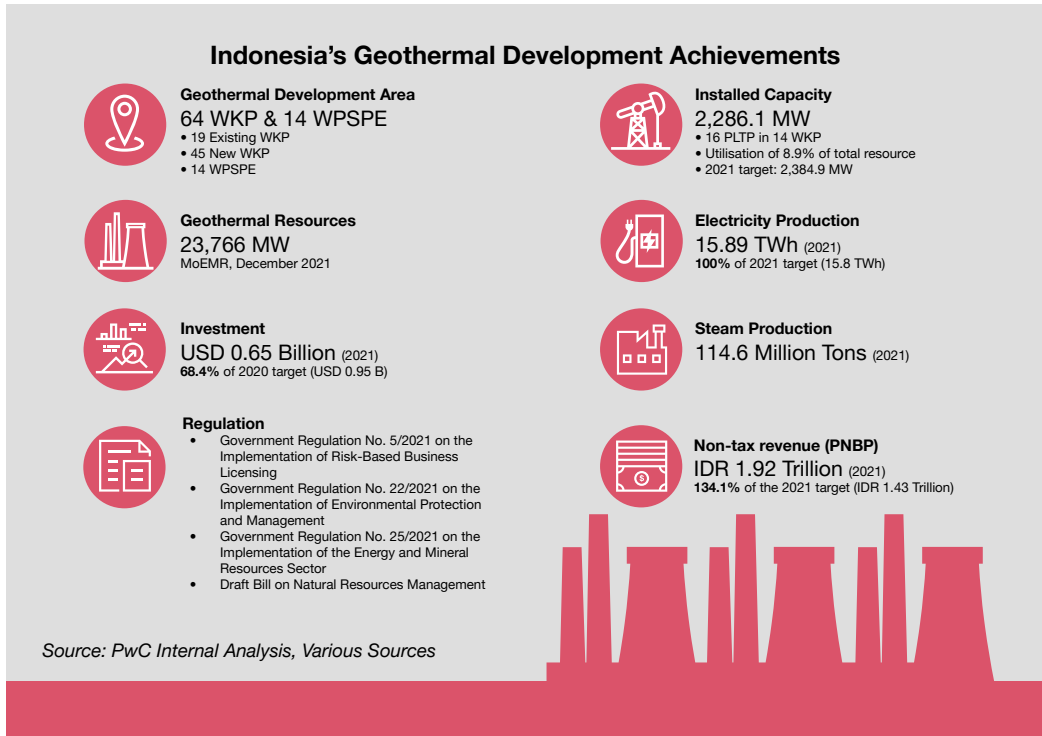 Indonesia's Geothermal Development Achievements
Geothermal Development Area
64 WKP & 14 WPSPE
• 19 Existing WKP
• 45 New WKP
• 14 WPSPE
Geothermal Resources
23,766 MW
MoEMR, December 2021
Investment
USD 0.65 Billion (2021)
68.4% of 2020 target (USD 0.95 B)
Regulation
• Government Regulation No. 5/2021 on the
Implementation of Risk-Based Business
Licensing
• Government Regulation No. 22/2021 on the
Implementation of Environmental Protection
and Management
• Government Regulation No. 25/2021 on the
Implementation of the Energy and Mineral
Resources Sector
• Draft Bill on Natural Resources Management
Installed Capacity
2,286.1 MW
• 16 PLTP in 14 WKP
• Utilisation of 8.9% of total resource
• 2021 target: 2,384.9 MW
Electricity Production
15.89 TWh (2021)
100% of 2021 target (15.8 TWh)
Steam Production
114.6 Million Tons (2021)
Non-tax revenue (PNBP)
IDR 1.92 Trillion (2021)
134.1% of the 2021 target (IDR 1.43 Trillion)
$
Source: PwC Internal Analysis, Various Sources